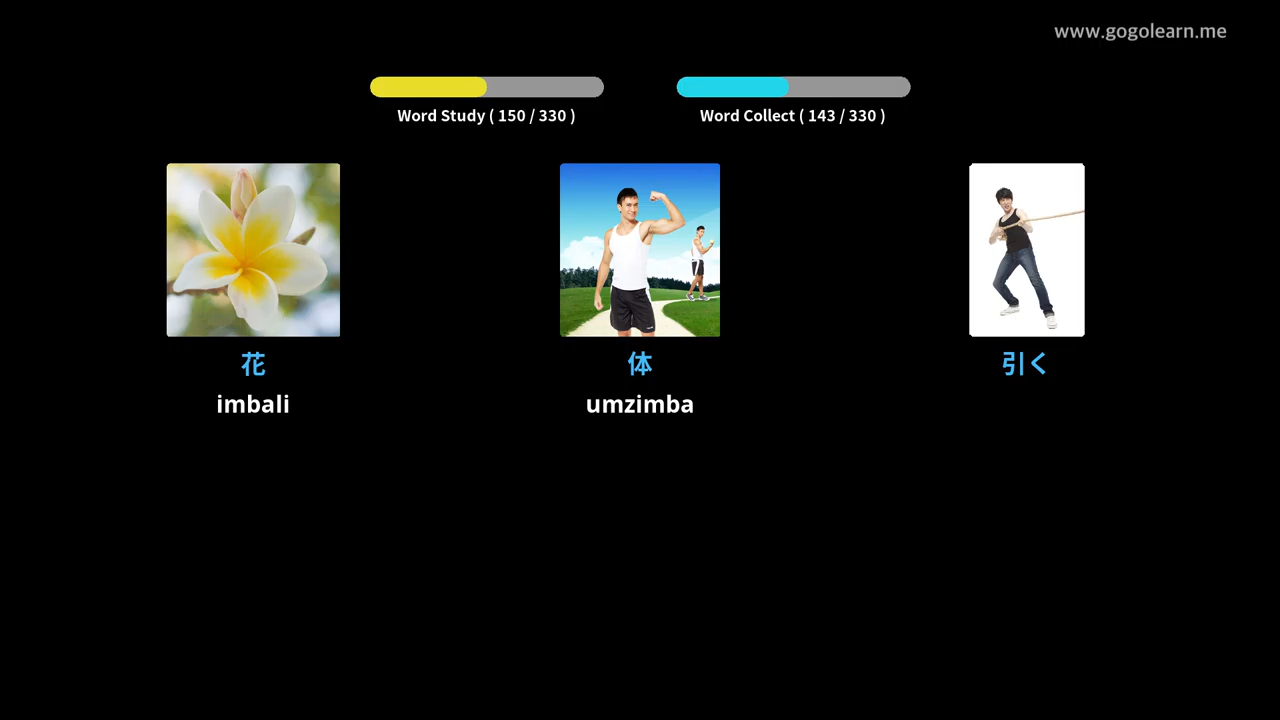 www.gogolearn.me
Word Study ( 150 / 330 )
Word Collect ( 143 / 330 )
花
imbali
体
umzimba
引く